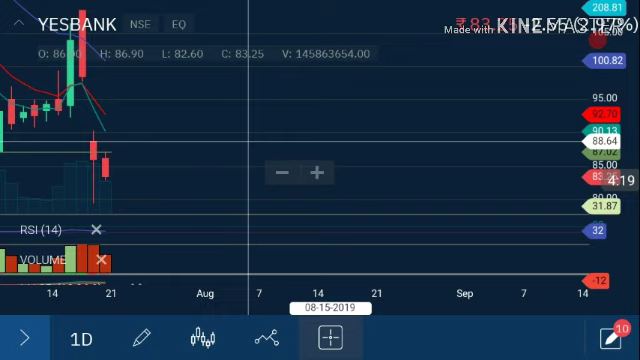 YESBANK NSE EQ
208.81
Made with KINEMASTER
O: 86.00 H: 86.90 L: 82.60 C: 83.25 V: 145863654.00
100.82
95.00
92.70
90.13
88.64
87.02
85.00
4:19
31.87
RSI (14)
32
VOLUME
-12
14 21 Aug 7 14 21 Sep 7 14
08-15-2019
1D
10